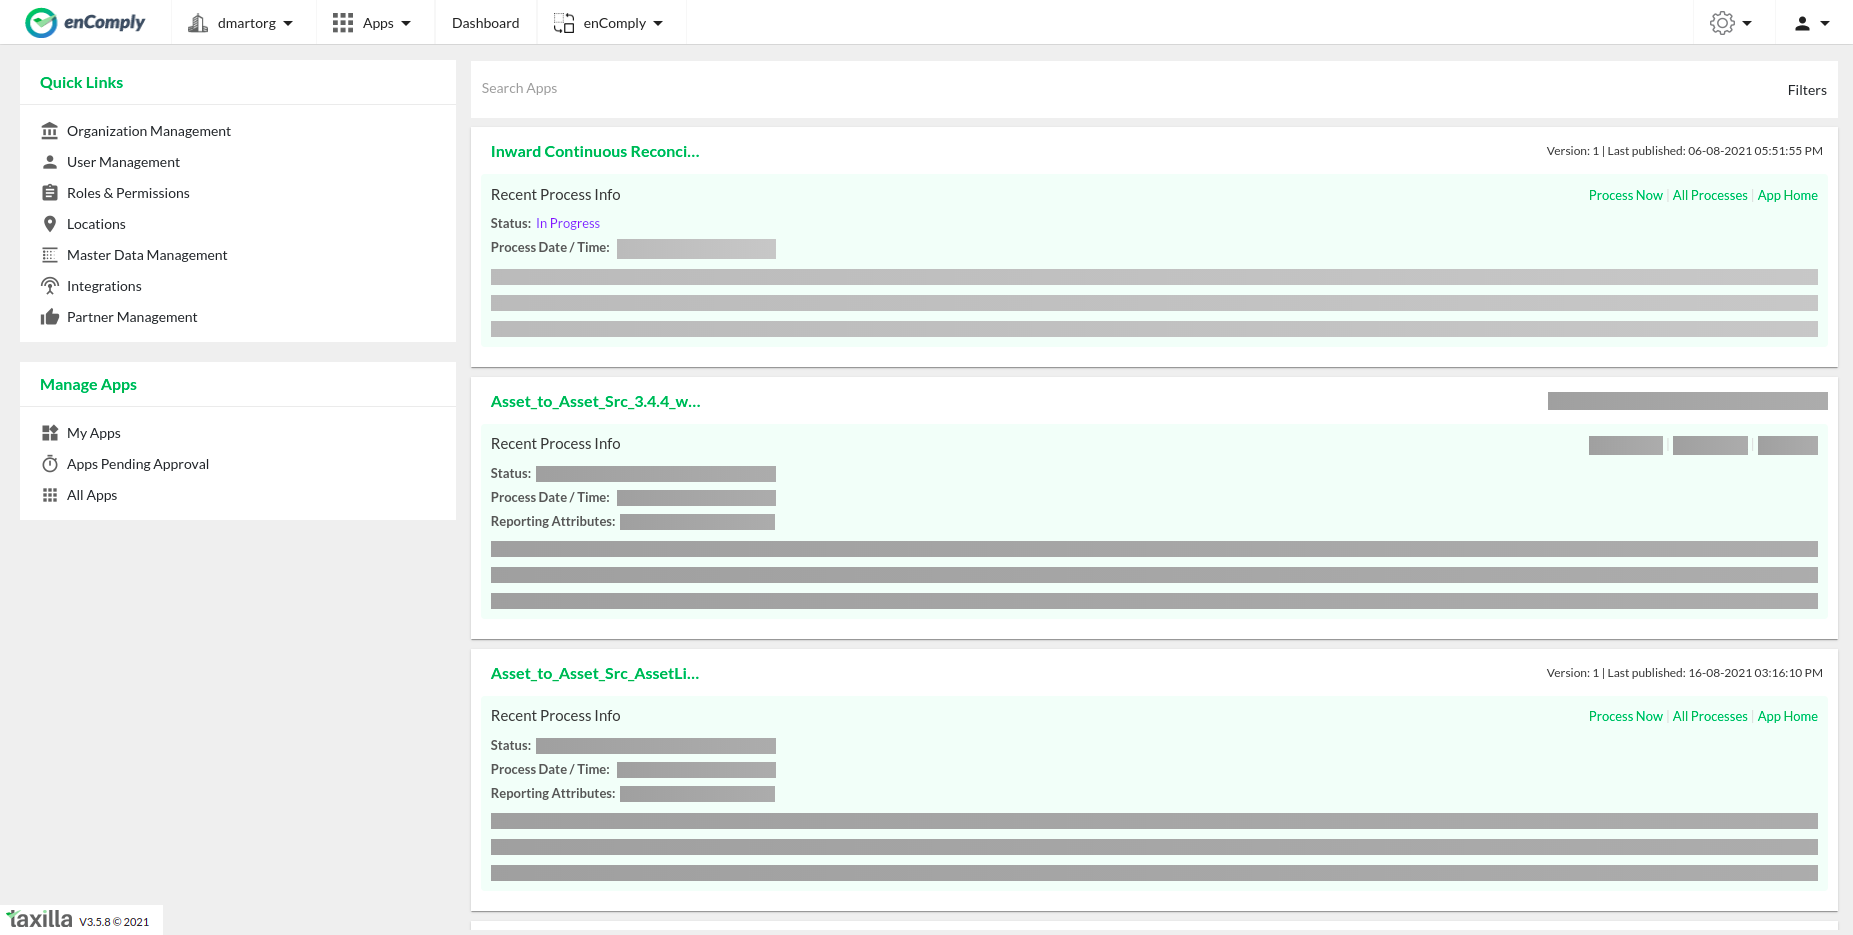 enComply
dmartorg
Apps
Dashboard
enComply
Quick Links
Organization Management
User Management
Roles & Permissions
Locations
Master Data Management
Integrations
Partner Management
Manage Apps
My Apps
Apps Pending Approval
All Apps
Search Apps
Filters
Inward Continuous Reconci...
Version: 1 | Last published: 06-08-2021 05:51:55 PM
Recent Process Info
Process Now | All Processes | App Home
Status: In Progress
Process Date / Time:
Asset_to_Asset_Src_3.4.4_w...
Recent Process Info
Status:
Process Date / Time:
Reporting Attributes:
Asset_to_Asset_Src_AssetLi...
Version: 1 | Last published: 16-08-2021 03:16:10 PM
Recent Process Info
Process Now | All Processes | App Home
Status:
Process Date / Time:
Reporting Attributes:
taxilla V3.5.8 © 2021